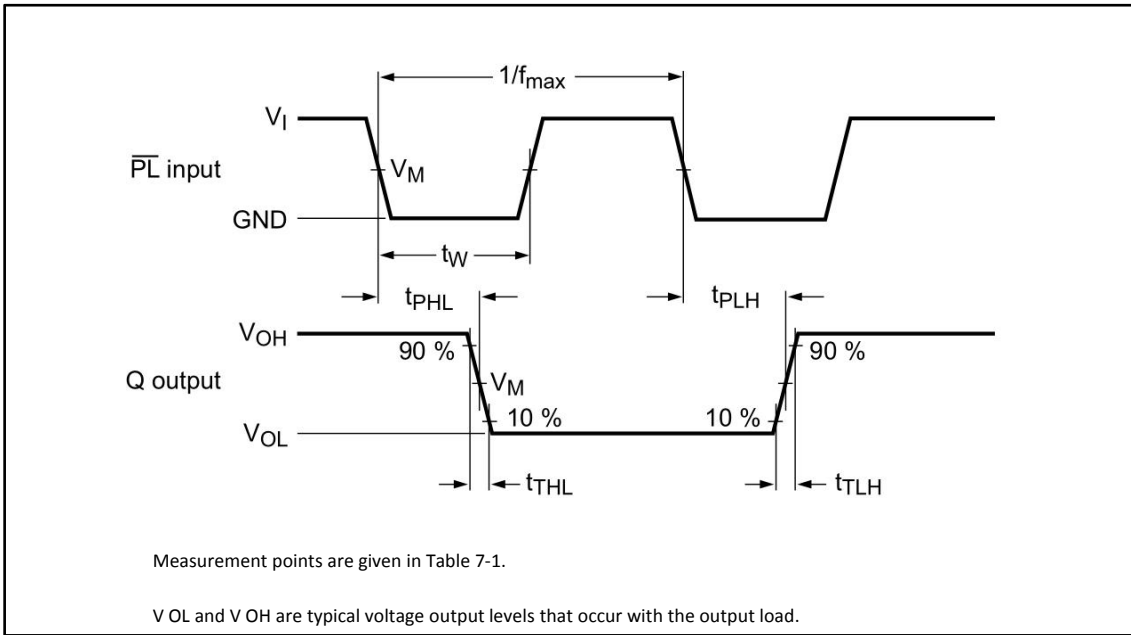 1/fmax
VI
PL input
VM
GND
tW
tPHL
tPLH
VOH
90 %
90 %
Q output
VM
10 %
10 %
VOL
tTHL
tTLH
Measurement points are given in Table 7-1.
V OL and V OH are typical voltage output levels that occur with the output load.